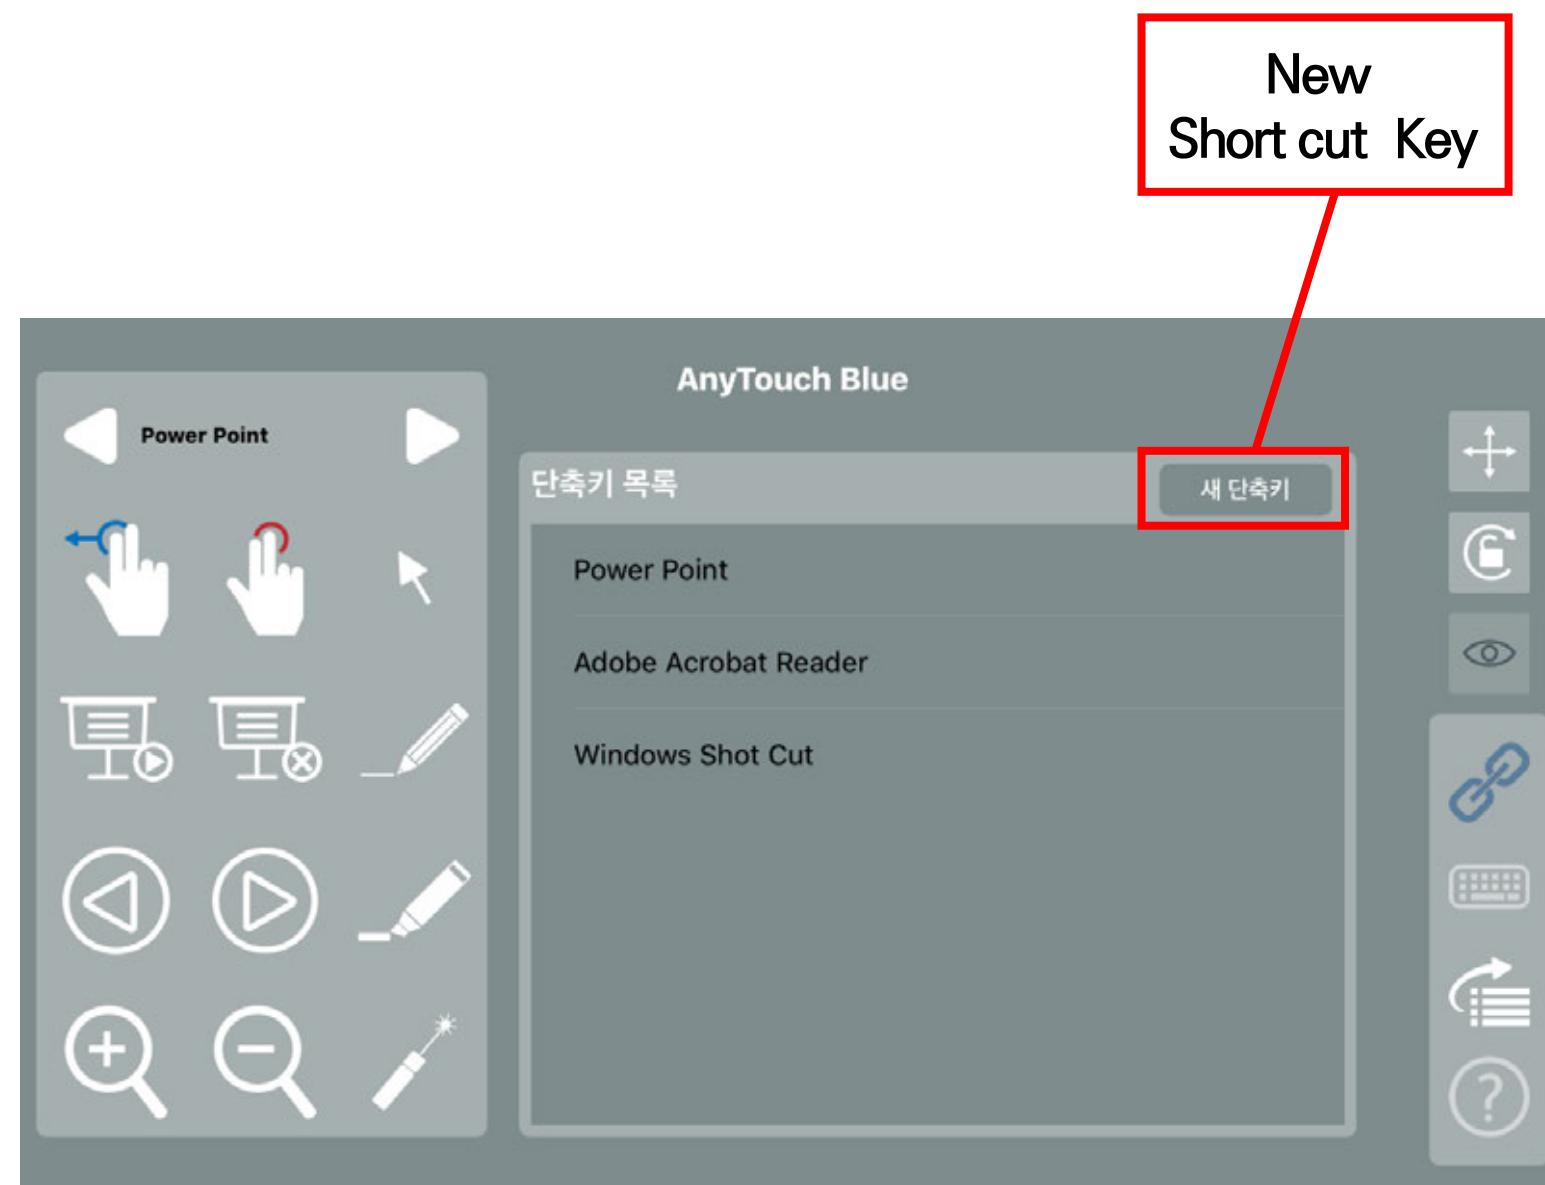 New
Short cut Key
AnyTouch Blue
Power Point
단축키 목록
새 단축키
Power Point
Adobe Acrobat Reader
Windows Shot Cut